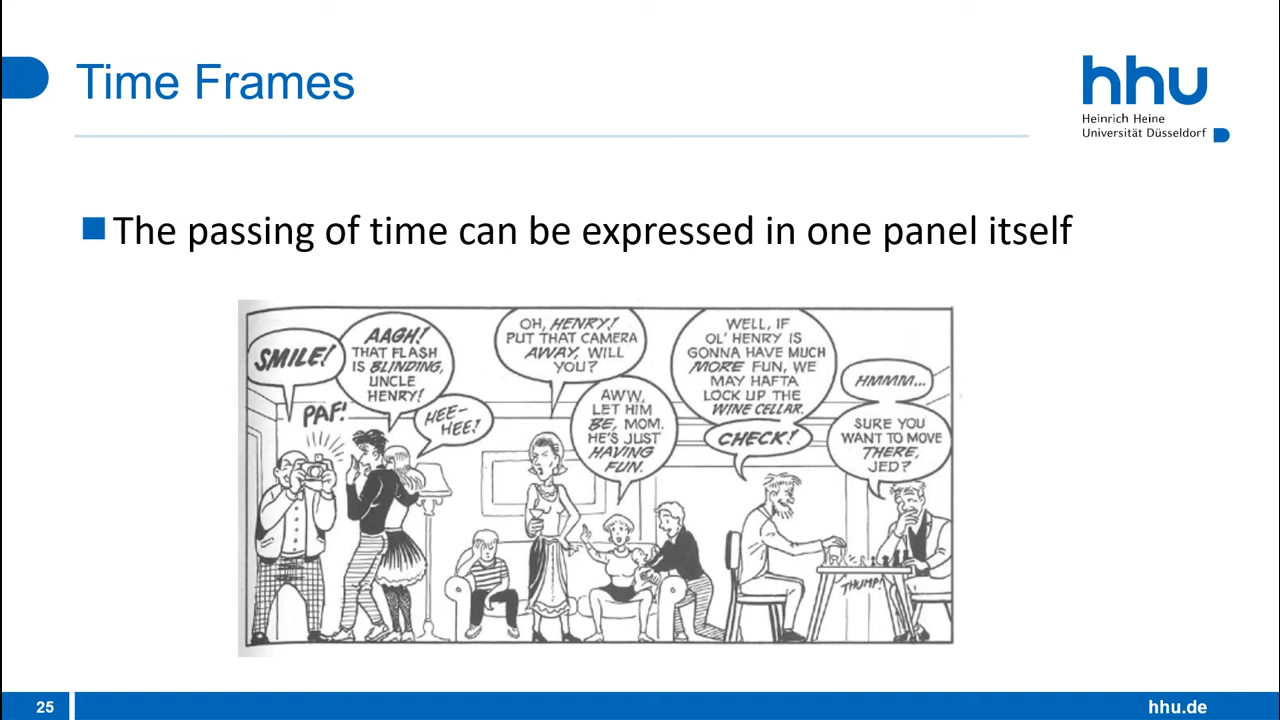 Time Frames
hhu
Heinrich Heine
Universität Düsseldorf
The passing of time can be expressed in one panel itself
SMILE!
PAF!
AAGH!
THAT FLASH
IS BLINDING,
UNCLE
HENRY!
HEE-
HEE!
OH, HENRY!
PUT THAT CAMERA
AWAY, WILL
YOU?
AWW,
LET HIM
BE, MOM.
HE'S JUST
HAVING
FUN.
WELL, IF
OL' HENRY IS
GONNA HAVE MUCH
MORE FUN, WE
MAY HAFTA
LOCK UP THE
WINE CELLAR.
CHECK!
THUMP!
HMMM...
SURE YOU
WANT TO MOVE
THERE,
JED?
25
hhu.de